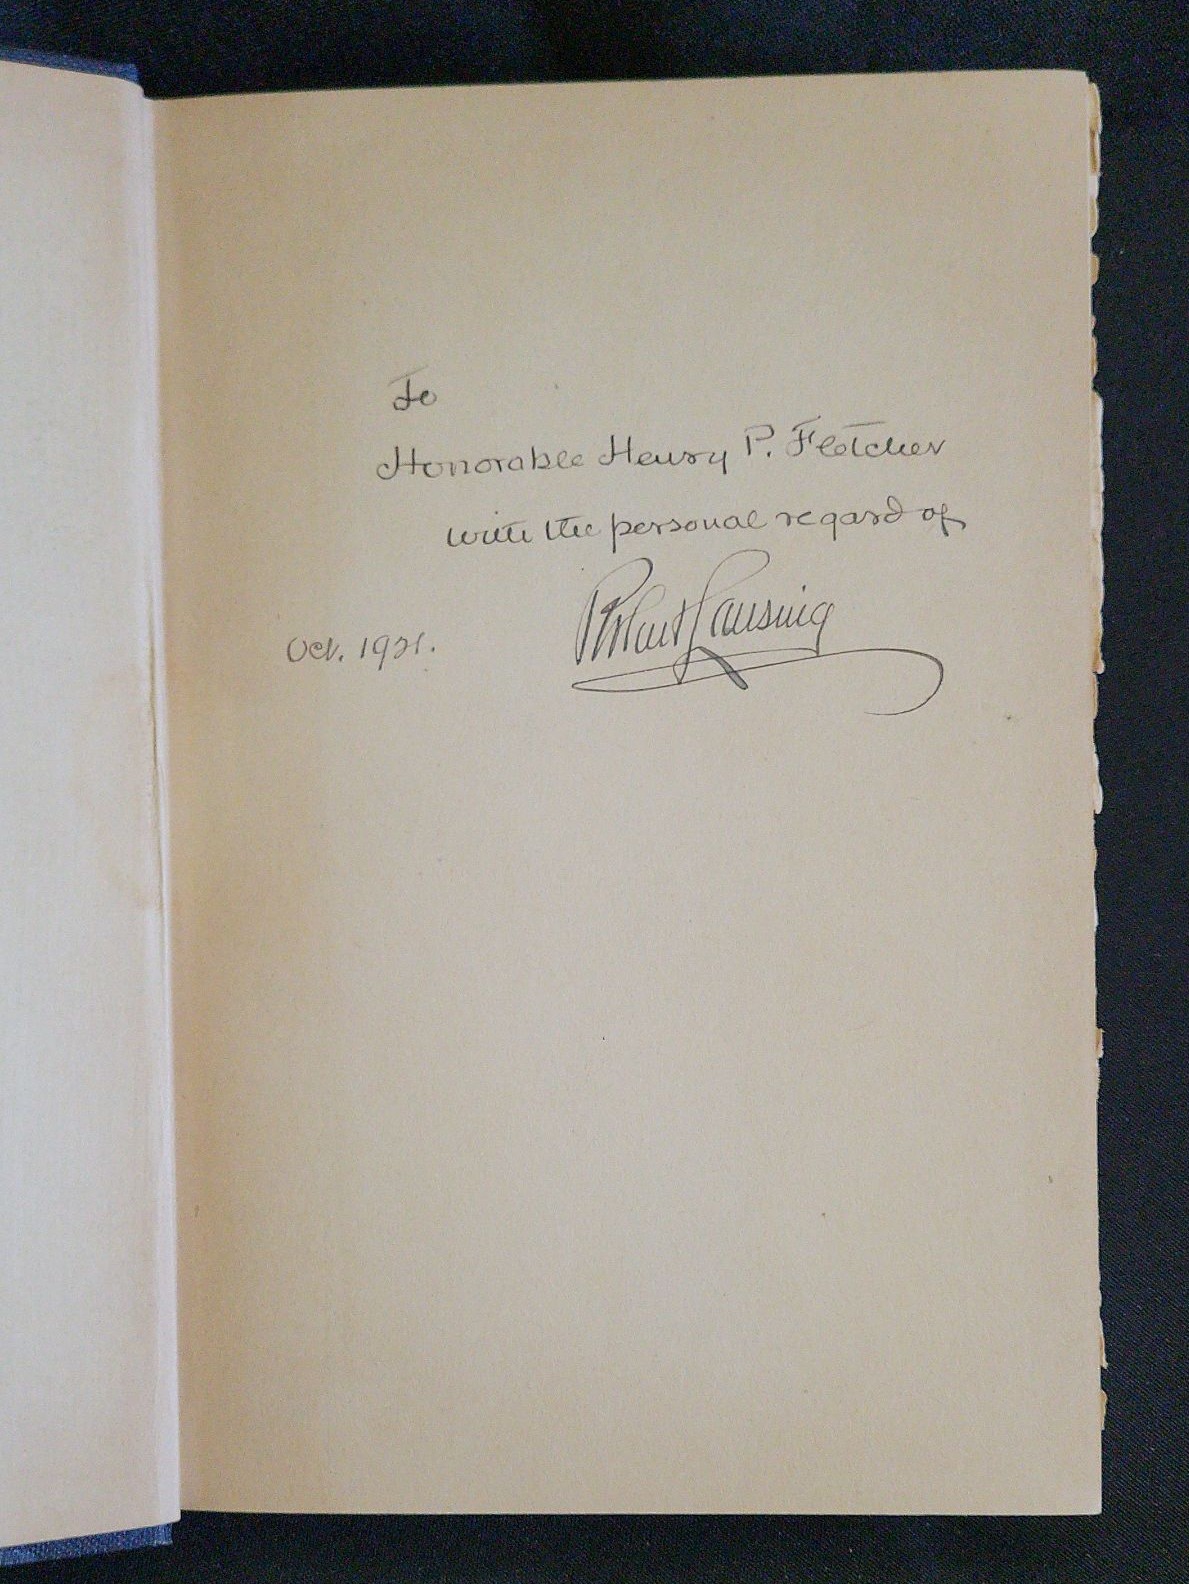 To
Honorable Henry P. Fletcher
with the personal regard of
Robert Lansing
Oct. 1921.